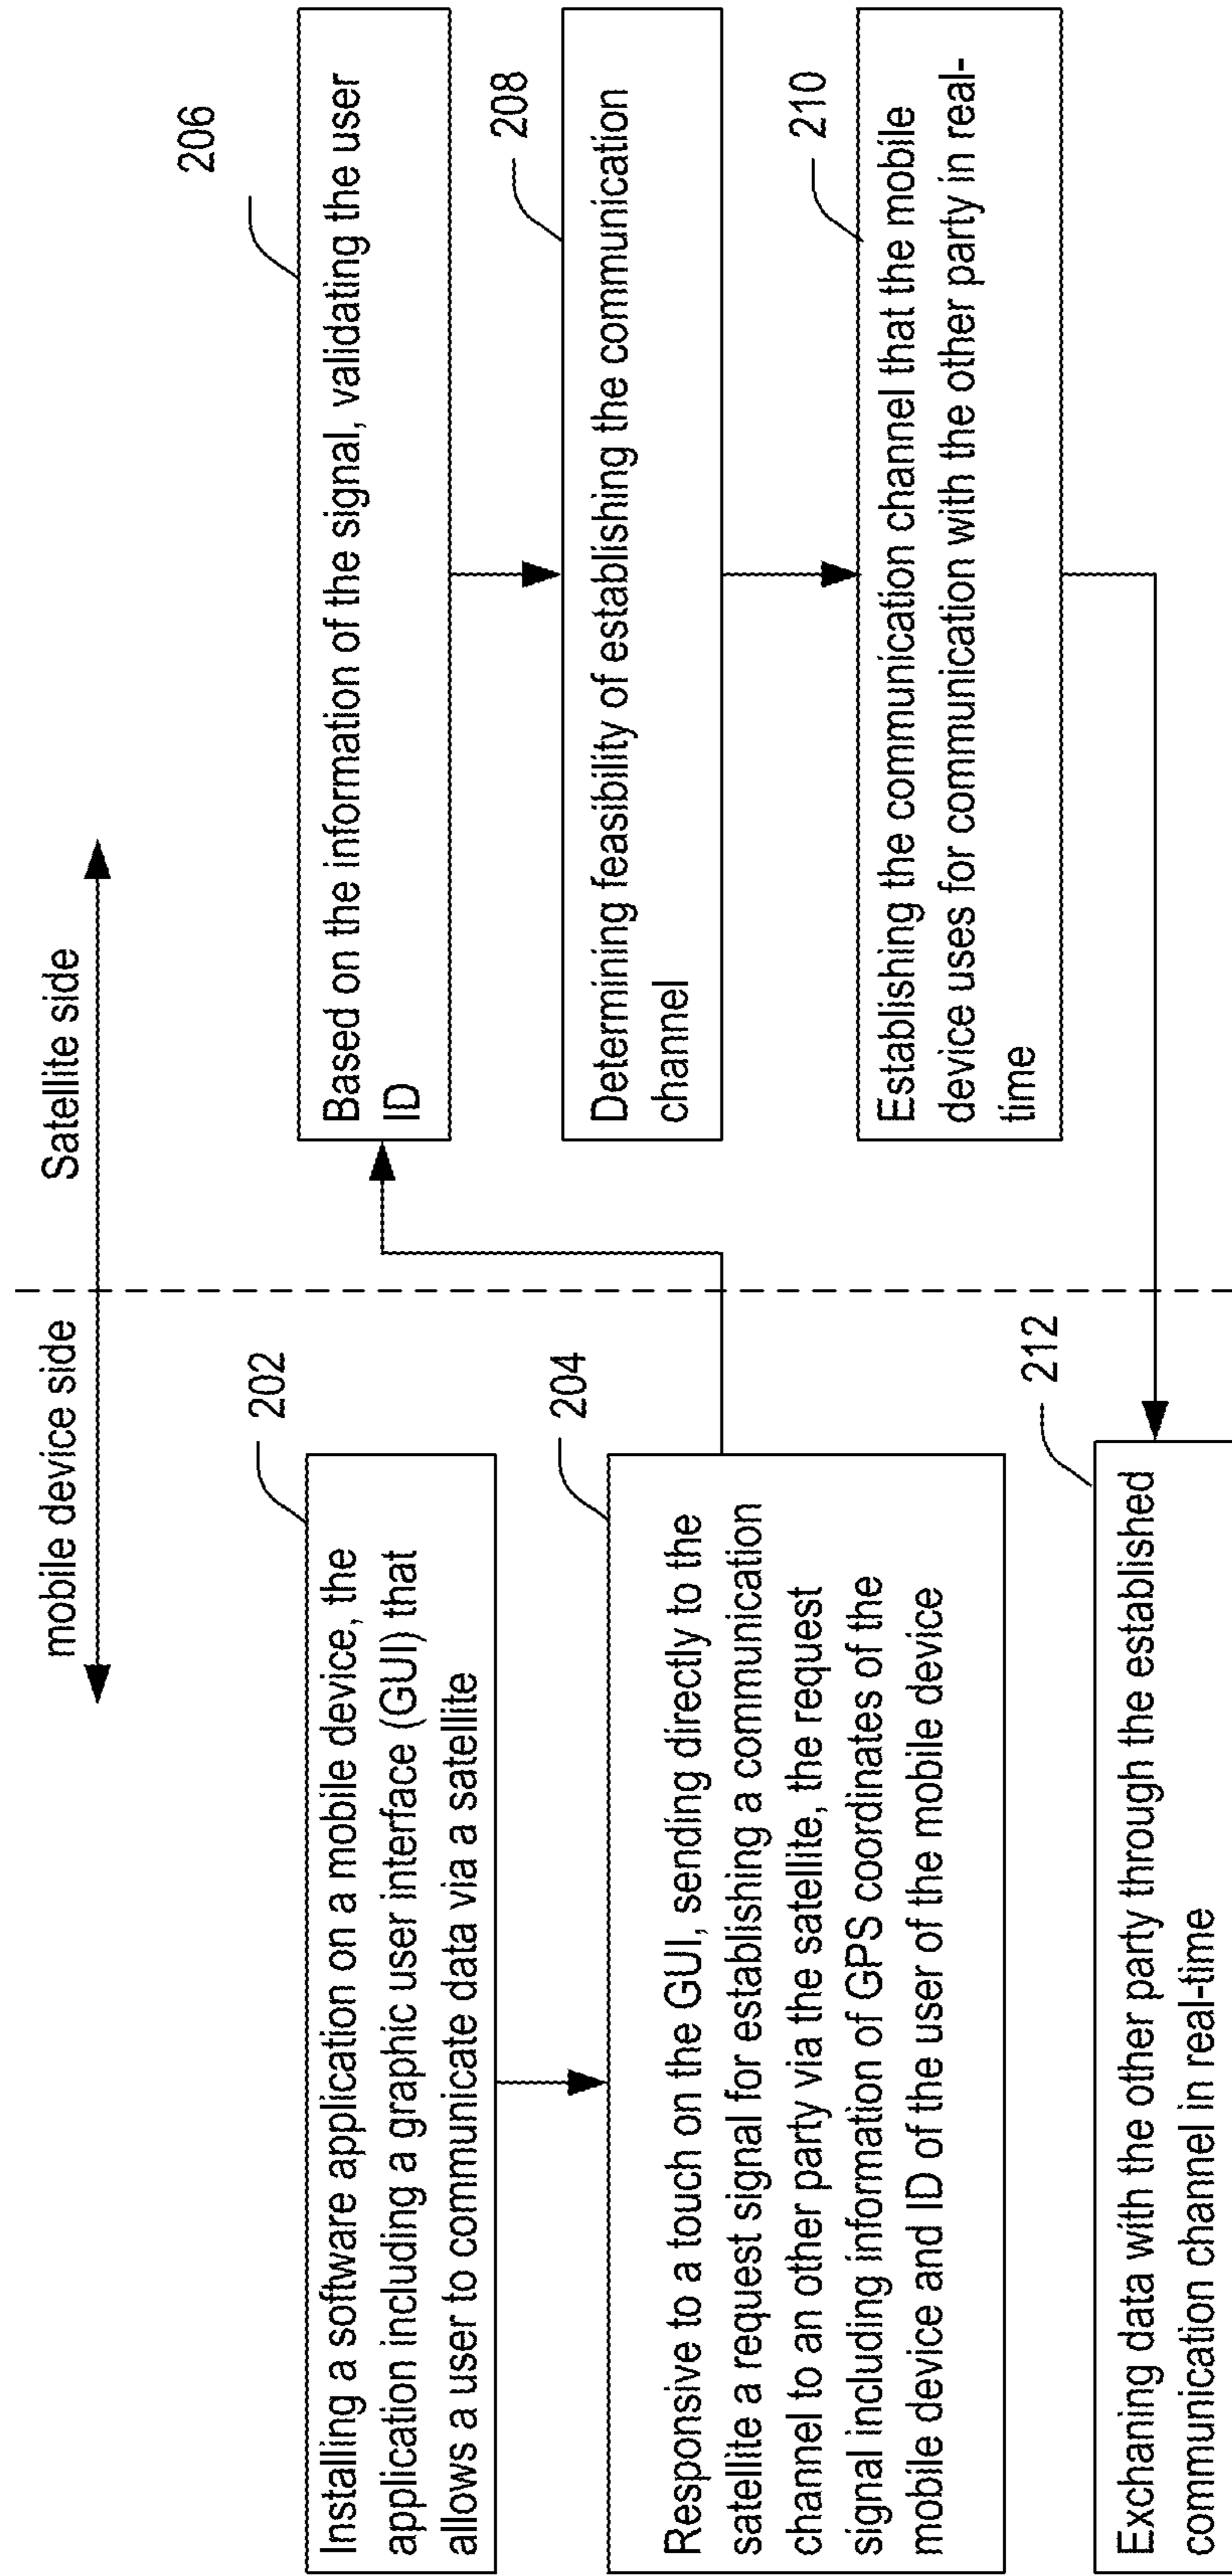 mobile device side
Satellite side
202
Installing a software application on a mobile device, the
application including a graphic user interface (GUI) that
allows a user to communicate data via a satellite
204
Responsive to a touch on the GUI, sending directly to the
satellite a request signal for establishing a communication
channel to an other party via the satellite, the request
signal including information of GPS coordinates of the
mobile device and ID of the user of the mobile device
206
Based on the information of the signal, validating the user
ID
208
Determining feasibility of establishing the communication
channel
210
Establishing the communication channel that the mobile
device uses for communication with the other party in real-
time
212
Exchaning data with the other party through the established
communication channel in real-time